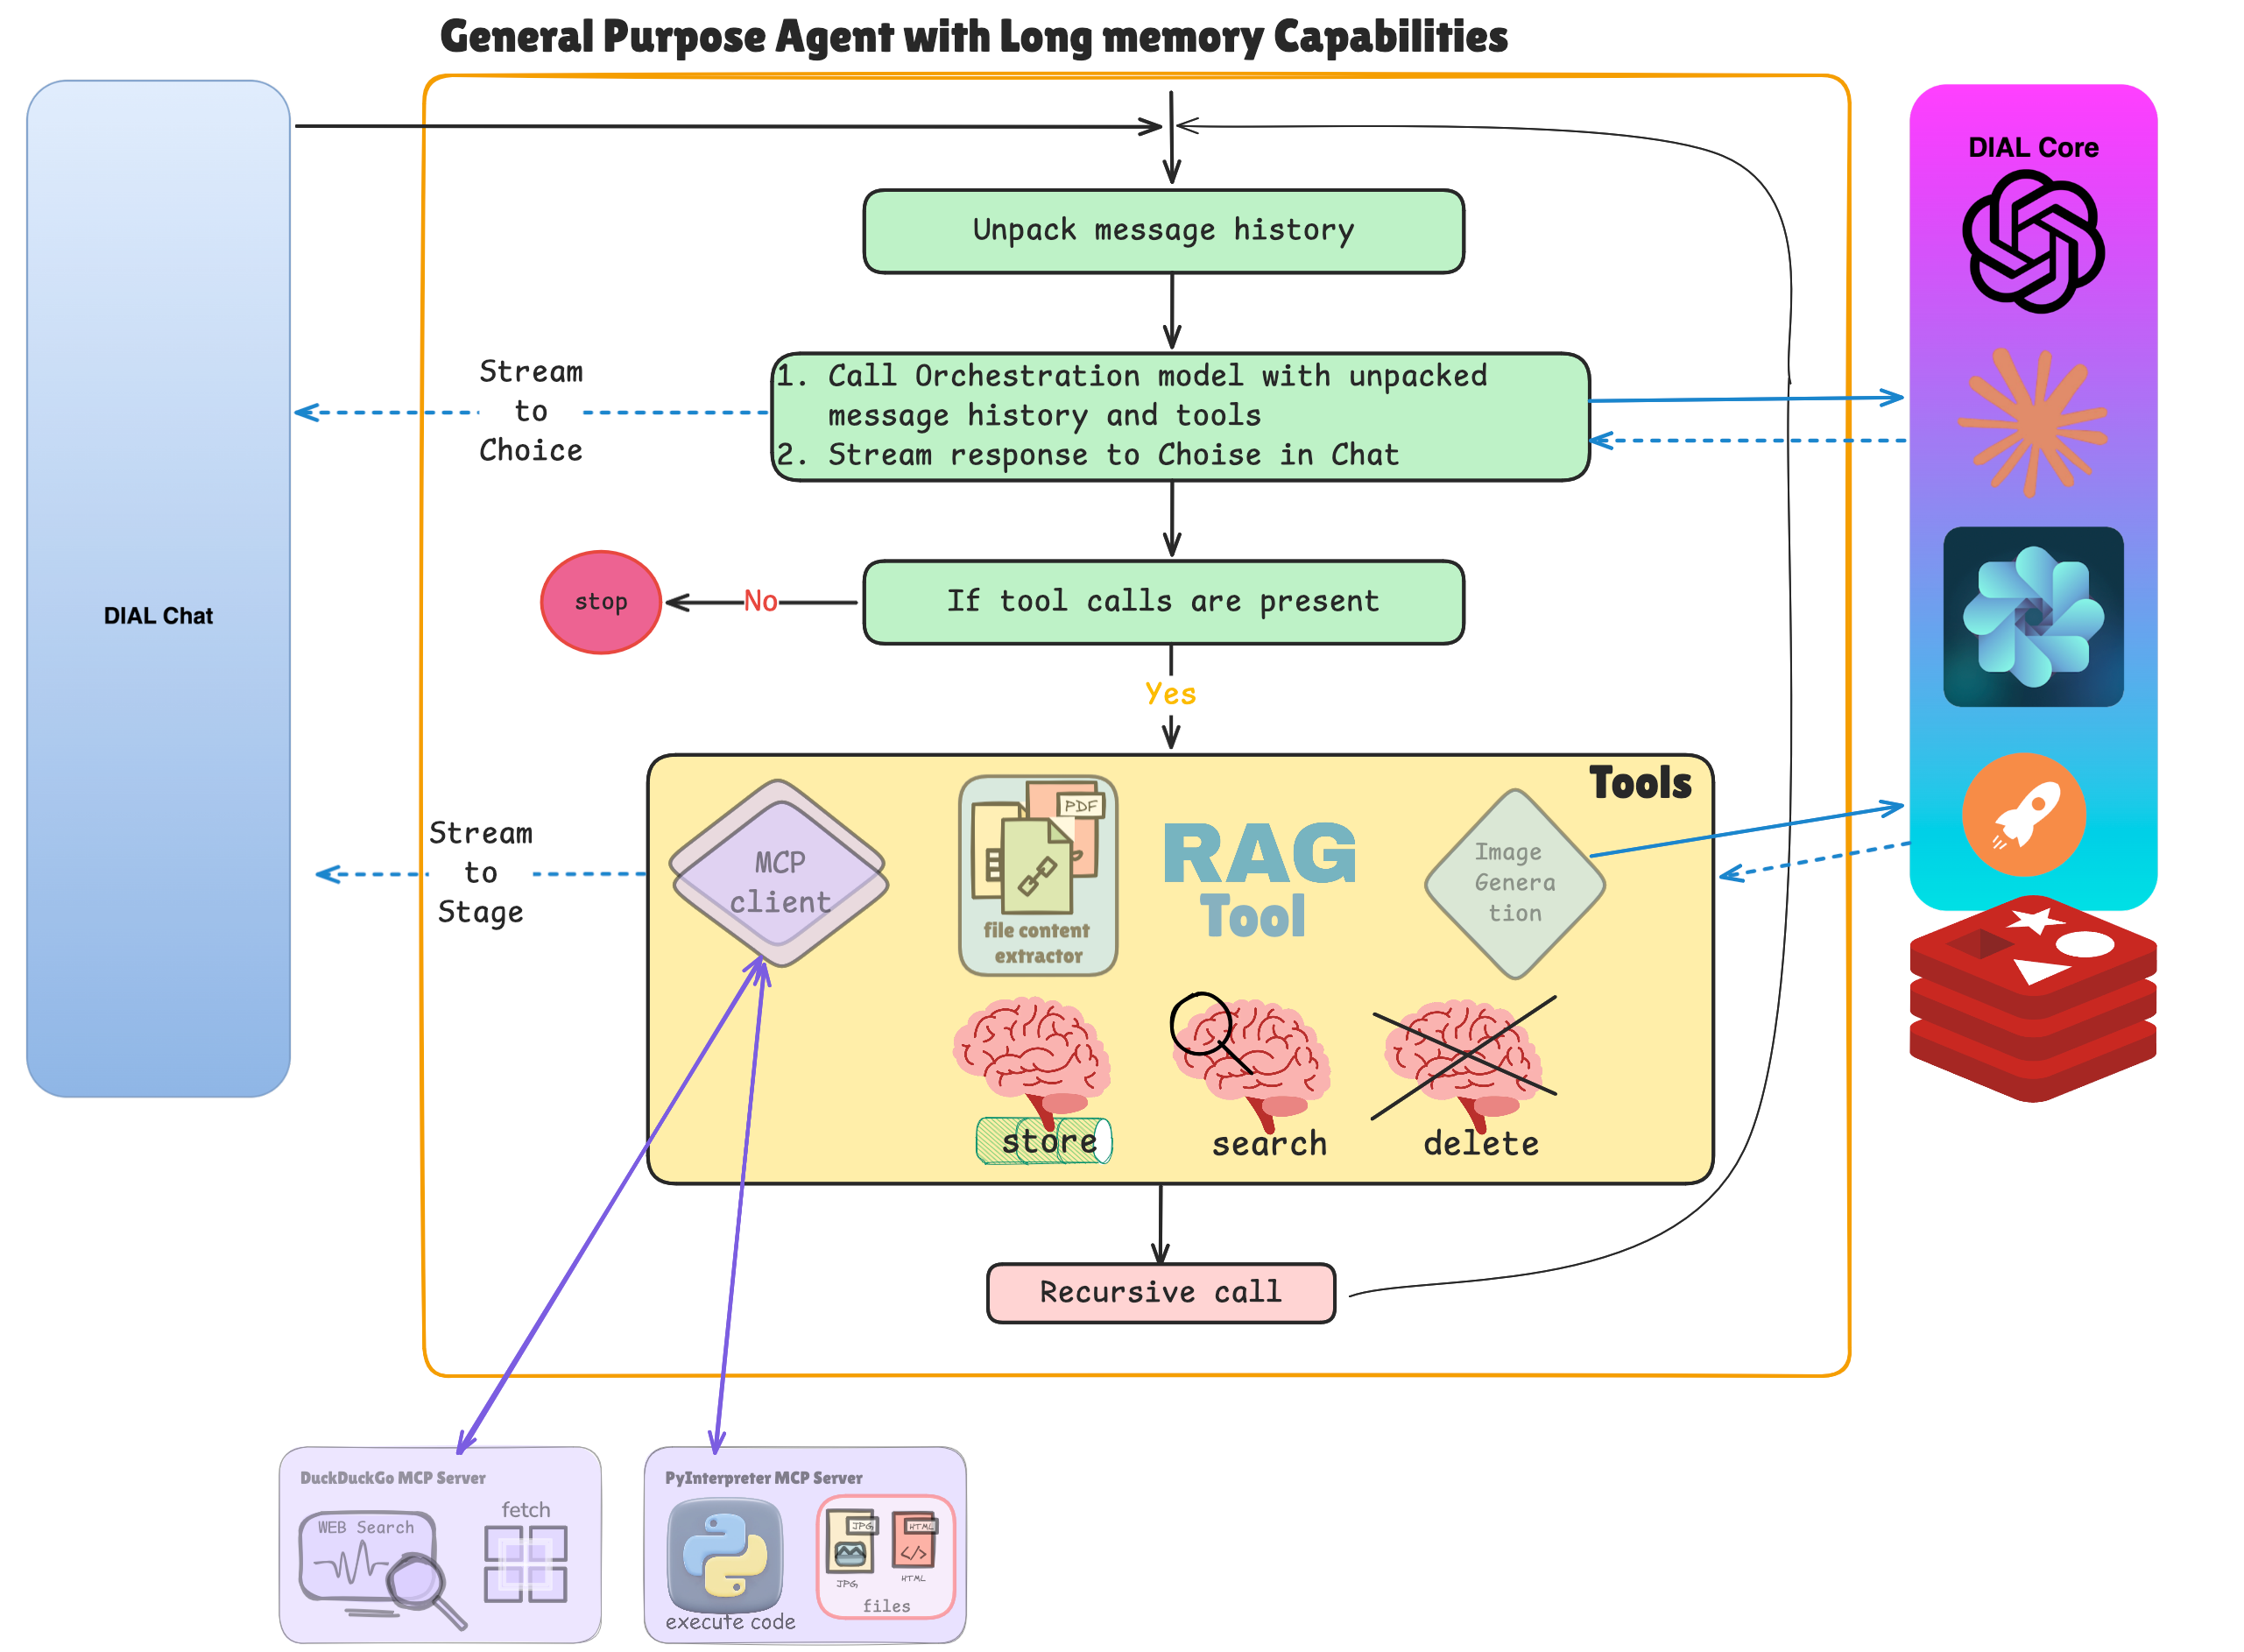 General Purpose Agent with Long memory Capabilities
DIAL Chat
DIAL Core
Unpack message history
Stream
to
Choice
1. Call Orchestration model with unpacked
message history and tools
2. Stream response to Choise in Chat
stop
No
If tool calls are present
Yes
Tools
Stream
to
Stage
MCP
client
PDF
file content
extractor
RAG
Tool
Image
Genera
tion
store
search
delete
Recursive call
DuckDuckGo MCP Server
WEB Search
fetch
PyInterpreter MCP Server
execute code
JPG
HTML
</>
JPG
HTML
files